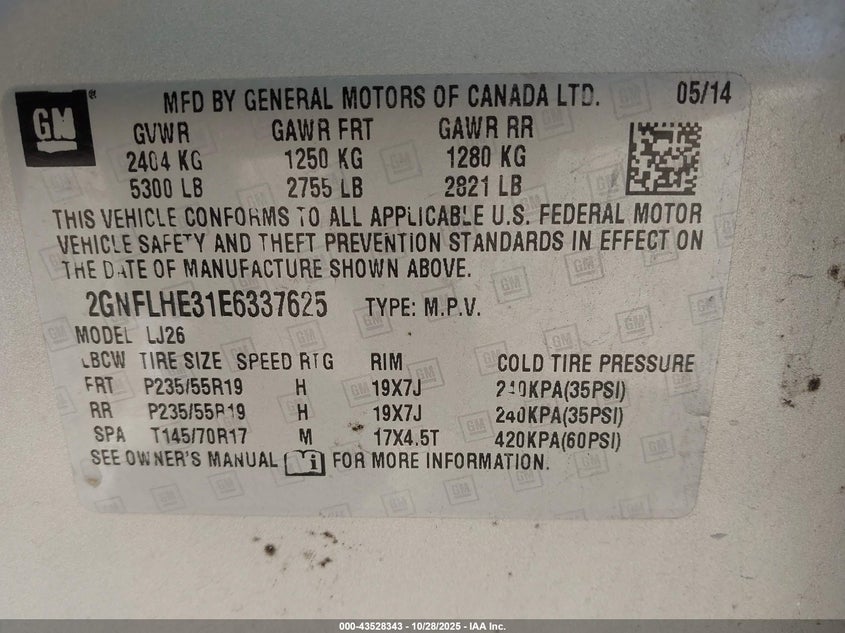 GM ® MFD BY GENERAL MOTORS OF CANADA LTD. 05/14
GVWR GAWR FRT GAWR RR
2404 KG 1250 KG 1280 KG
5300 LB 2755 LB 2821 LB
THIS VEHICLE CONFORMS TO ALL APPLICABLE U.S. FEDERAL MOTOR
VEHICLE SAFETY AND THEFT PREVENTION STANDARDS IN EFFECT ON
THE DATE OF MANUFACTURE SHOWN ABOVE.
2GNFLHE31E6337625 TYPE: M.P.V.
MODEL LJ26
LBCW TIRE SIZE SPEED RTG RIM COLD TIRE PRESSURE
FRT P235/55R19 H 19X7J 240KPA(35PSI)
RR P235/55R19 H 19X7J 240KPA(35PSI)
SPA T145/70R17 M 17X4.5T 420KPA(60PSI)
SEE OWNER'S MANUAL i FOR MORE INFORMATION.
000-43528343 | 10/28/2025 - IAA Inc.